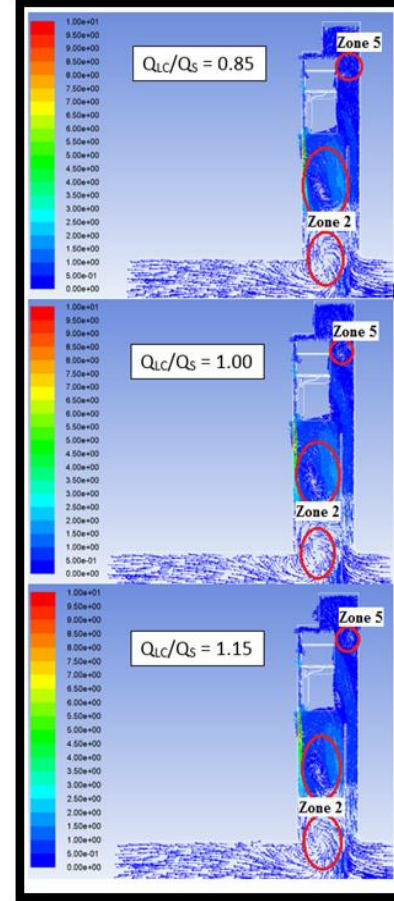 1.00e+01
9.50e+00
9.00e+00
8.50e+00
8.00e+00
7.50e+00
7.00e+00
6.50e+00
6.00e+00
5.50e+00
5.00e+00
4.50e+00
4.00e+00
3.50e+00
3.00e+00
2.50e+00
2.00e+00
1.50e+00
1.00e+00
5.00e-01
0.00e+00
Q_LC/Q_S = 0.85
Zone 5
Zone 2
1.00e+01
9.50e+00
9.00e+00
8.50e+00
8.00e+00
7.50e+00
7.00e+00
6.50e+00
6.00e+00
5.50e+00
5.00e+00
4.50e+00
4.00e+00
3.50e+00
3.00e+00
2.50e+00
2.00e+00
1.50e+00
1.00e+00
5.00e-01
0.00e+00
Q_LC/Q_S = 1.00
Zone 5
Zone 2
1.00e+01
9.50e+00
9.00e+00
8.50e+00
8.00e+00
7.50e+00
7.00e+00
6.50e+00
6.00e+00
5.50e+00
5.00e+00
4.50e+00
4.00e+00
3.50e+00
3.00e+00
2.50e+00
2.00e+00
1.50e+00
1.00e+00
5.00e-01
0.00e+00
Q_LC/Q_S = 1.15
Zone 5
Zone 2